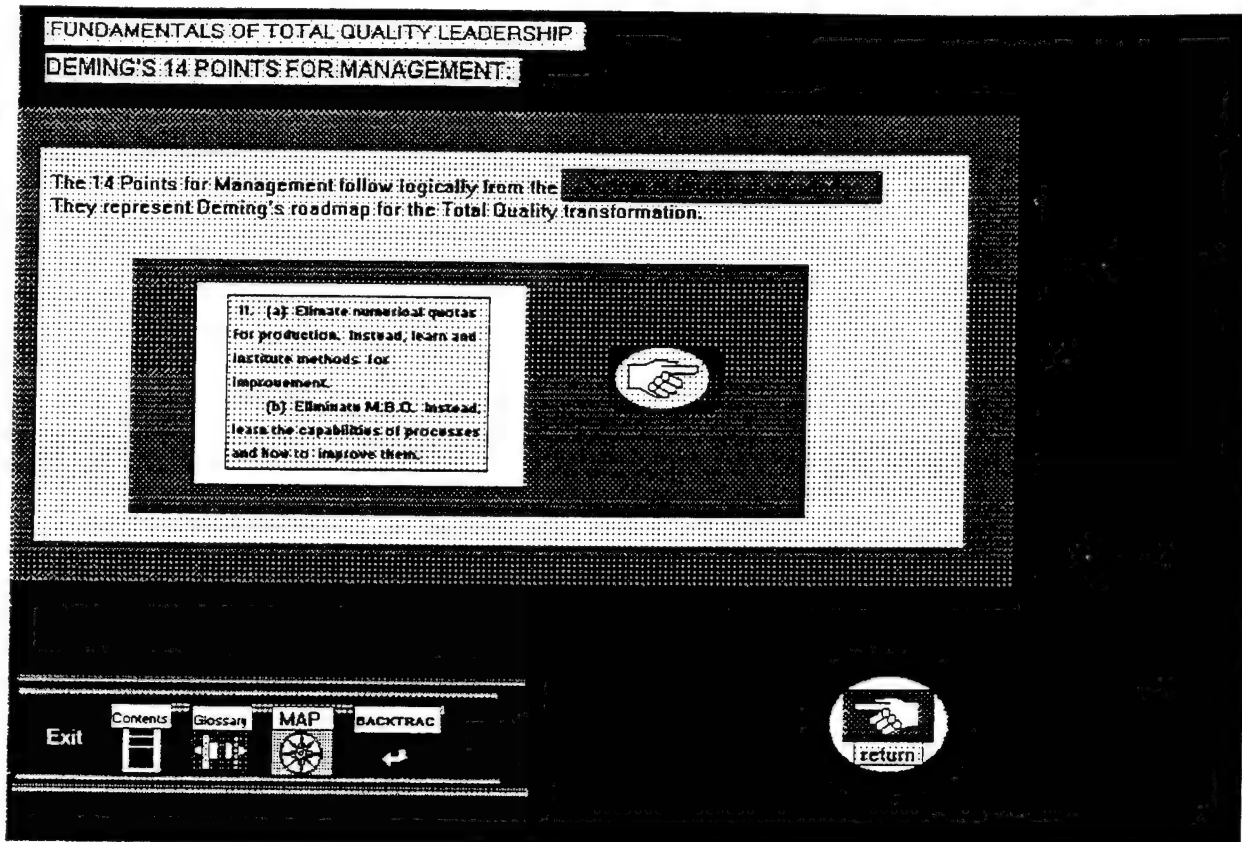 FUNDAMENTALS OF TOTAL QUALITY LEADERSHIP
DEMING'S 14 POINTS FOR MANAGEMENT:
The 14 Points for Management follow logically from the
They represent Deming's roadmap for the Total Quality transformation.
11. (a) Elimate numerical quotas
for production. Instead, learn and
institute methods for
improvement.
(b) Eliminate M.B.O. Instead,
learn the capabilities of processes
and how to improve them.
Exit
Contents
Glossary
MAP
BACKTRAC
return